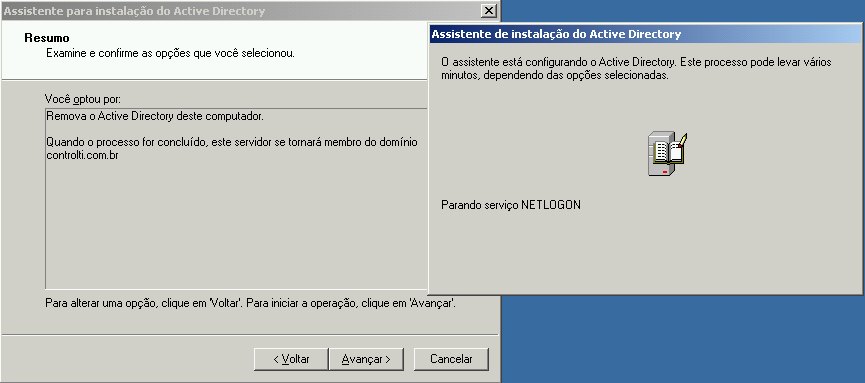 Assistente para instalação do Active Directory
Resumo
Examine e confirme as opções que você selecionou.
Você optou por:
Remova o Active Directory deste computador.
Quando o processo for concluído, este servidor se tornará membro do domínio
controlti.com.br
Para alterar uma opção, clique em 'Voltar'. Para iniciar a operação, clique em 'Avançar'.
< Voltar
Avançar >
Cancelar
Assistente de instalação do Active Directory
O assistente está configurando o Active Directory. Este processo pode levar vários
minutos, dependendo das opções selecionadas.
Parando serviço NETLOGON